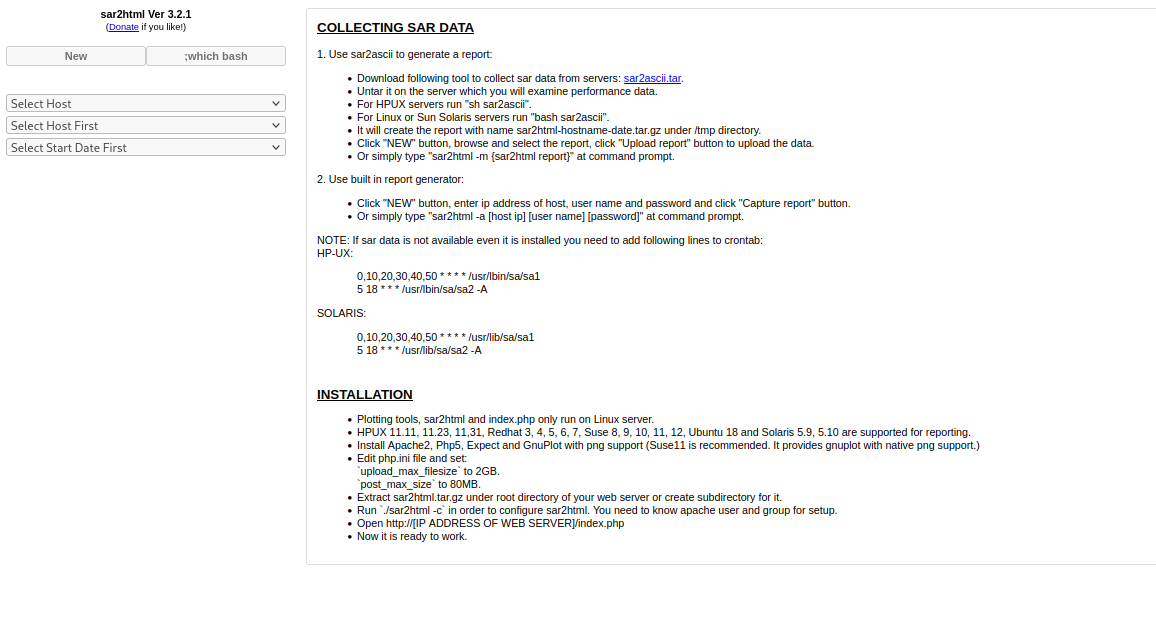 sar2html Ver 3.2.1
(Donate if you like!)
New
;which bash
Select Host
Select Host First
Select Start Date First
COLLECTING SAR DATA
1. Use sar2ascii to generate a report:
• Download following tool to collect sar data from servers: sar2ascii.tar.
• Untar it on the server which you will examine performance data.
• For HPUX servers run "sh sar2ascii".
• For Linux or Sun Solaris servers run "bash sar2ascii".
• It will create the report with name sar2html-hostname-date.tar.gz under /tmp directory.
• Click "NEW" button, browse and select the report, click "Upload report" button to upload the data.
• Or simply type "sar2html -m {sar2html report}" at command prompt.
2. Use built in report generator:
• Click "NEW" button, enter ip address of host, user name and password and click "Capture report" button.
• Or simply type "sar2html -a [host ip] [user name] [password]" at command prompt.
NOTE: If sar data is not available even it is installed you need to add following lines to crontab:
HP-UX:
0,10,20,30,40,50 * * * * /usr/lbin/sa/sa1
5 18 * * * /usr/lbin/sa/sa2 -A
SOLARIS:
0,10,20,30,40,50 * * * * /usr/lib/sa/sa1
5 18 * * * /usr/lib/sa/sa2 -A
INSTALLATION
• Plotting tools, sar2html and index.php only run on Linux server.
• HPUX 11.11, 11.23, 11,31, Redhat 3, 4, 5, 6, 7, Suse 8, 9, 10, 11, 12, Ubuntu 18 and Solaris 5.9, 5.10 are supported for reporting.
• Install Apache2, Php5, Expect and GnuPlot with png support (Suse11 is recommended. It provides gnuplot with native png support.)
• Edit php.ini file and set:
`upload_max_filesize` to 2GB.
`post_max_size` to 80MB.
• Extract sar2html.tar.gz under root directory of your web server or create subdirectory for it.
• Run `./sar2html -c` in order to configure sar2html. You need to know apache user and group for setup.
• Open http://[IP ADDRESS OF WEB SERVER]/index.php
• Now it is ready to work.